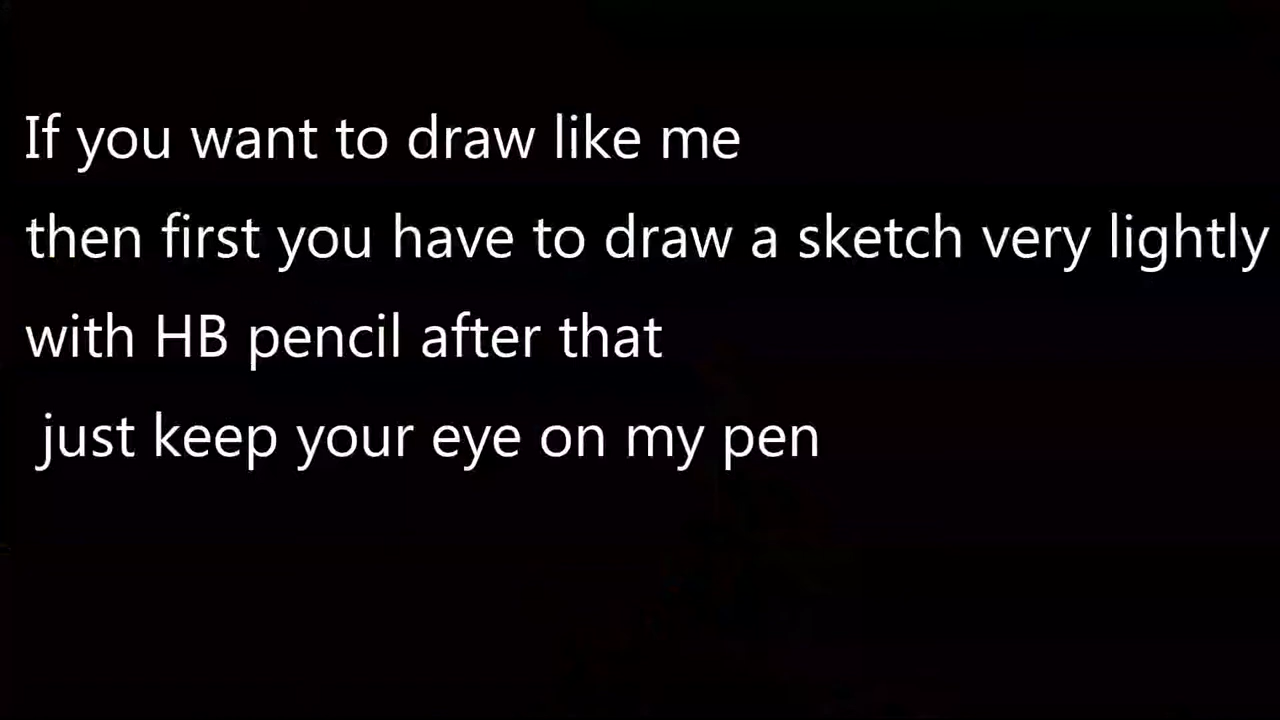 If you want to draw like me
then first you have to draw a sketch very lightly
with HB pencil after that
just keep your eye on my pen